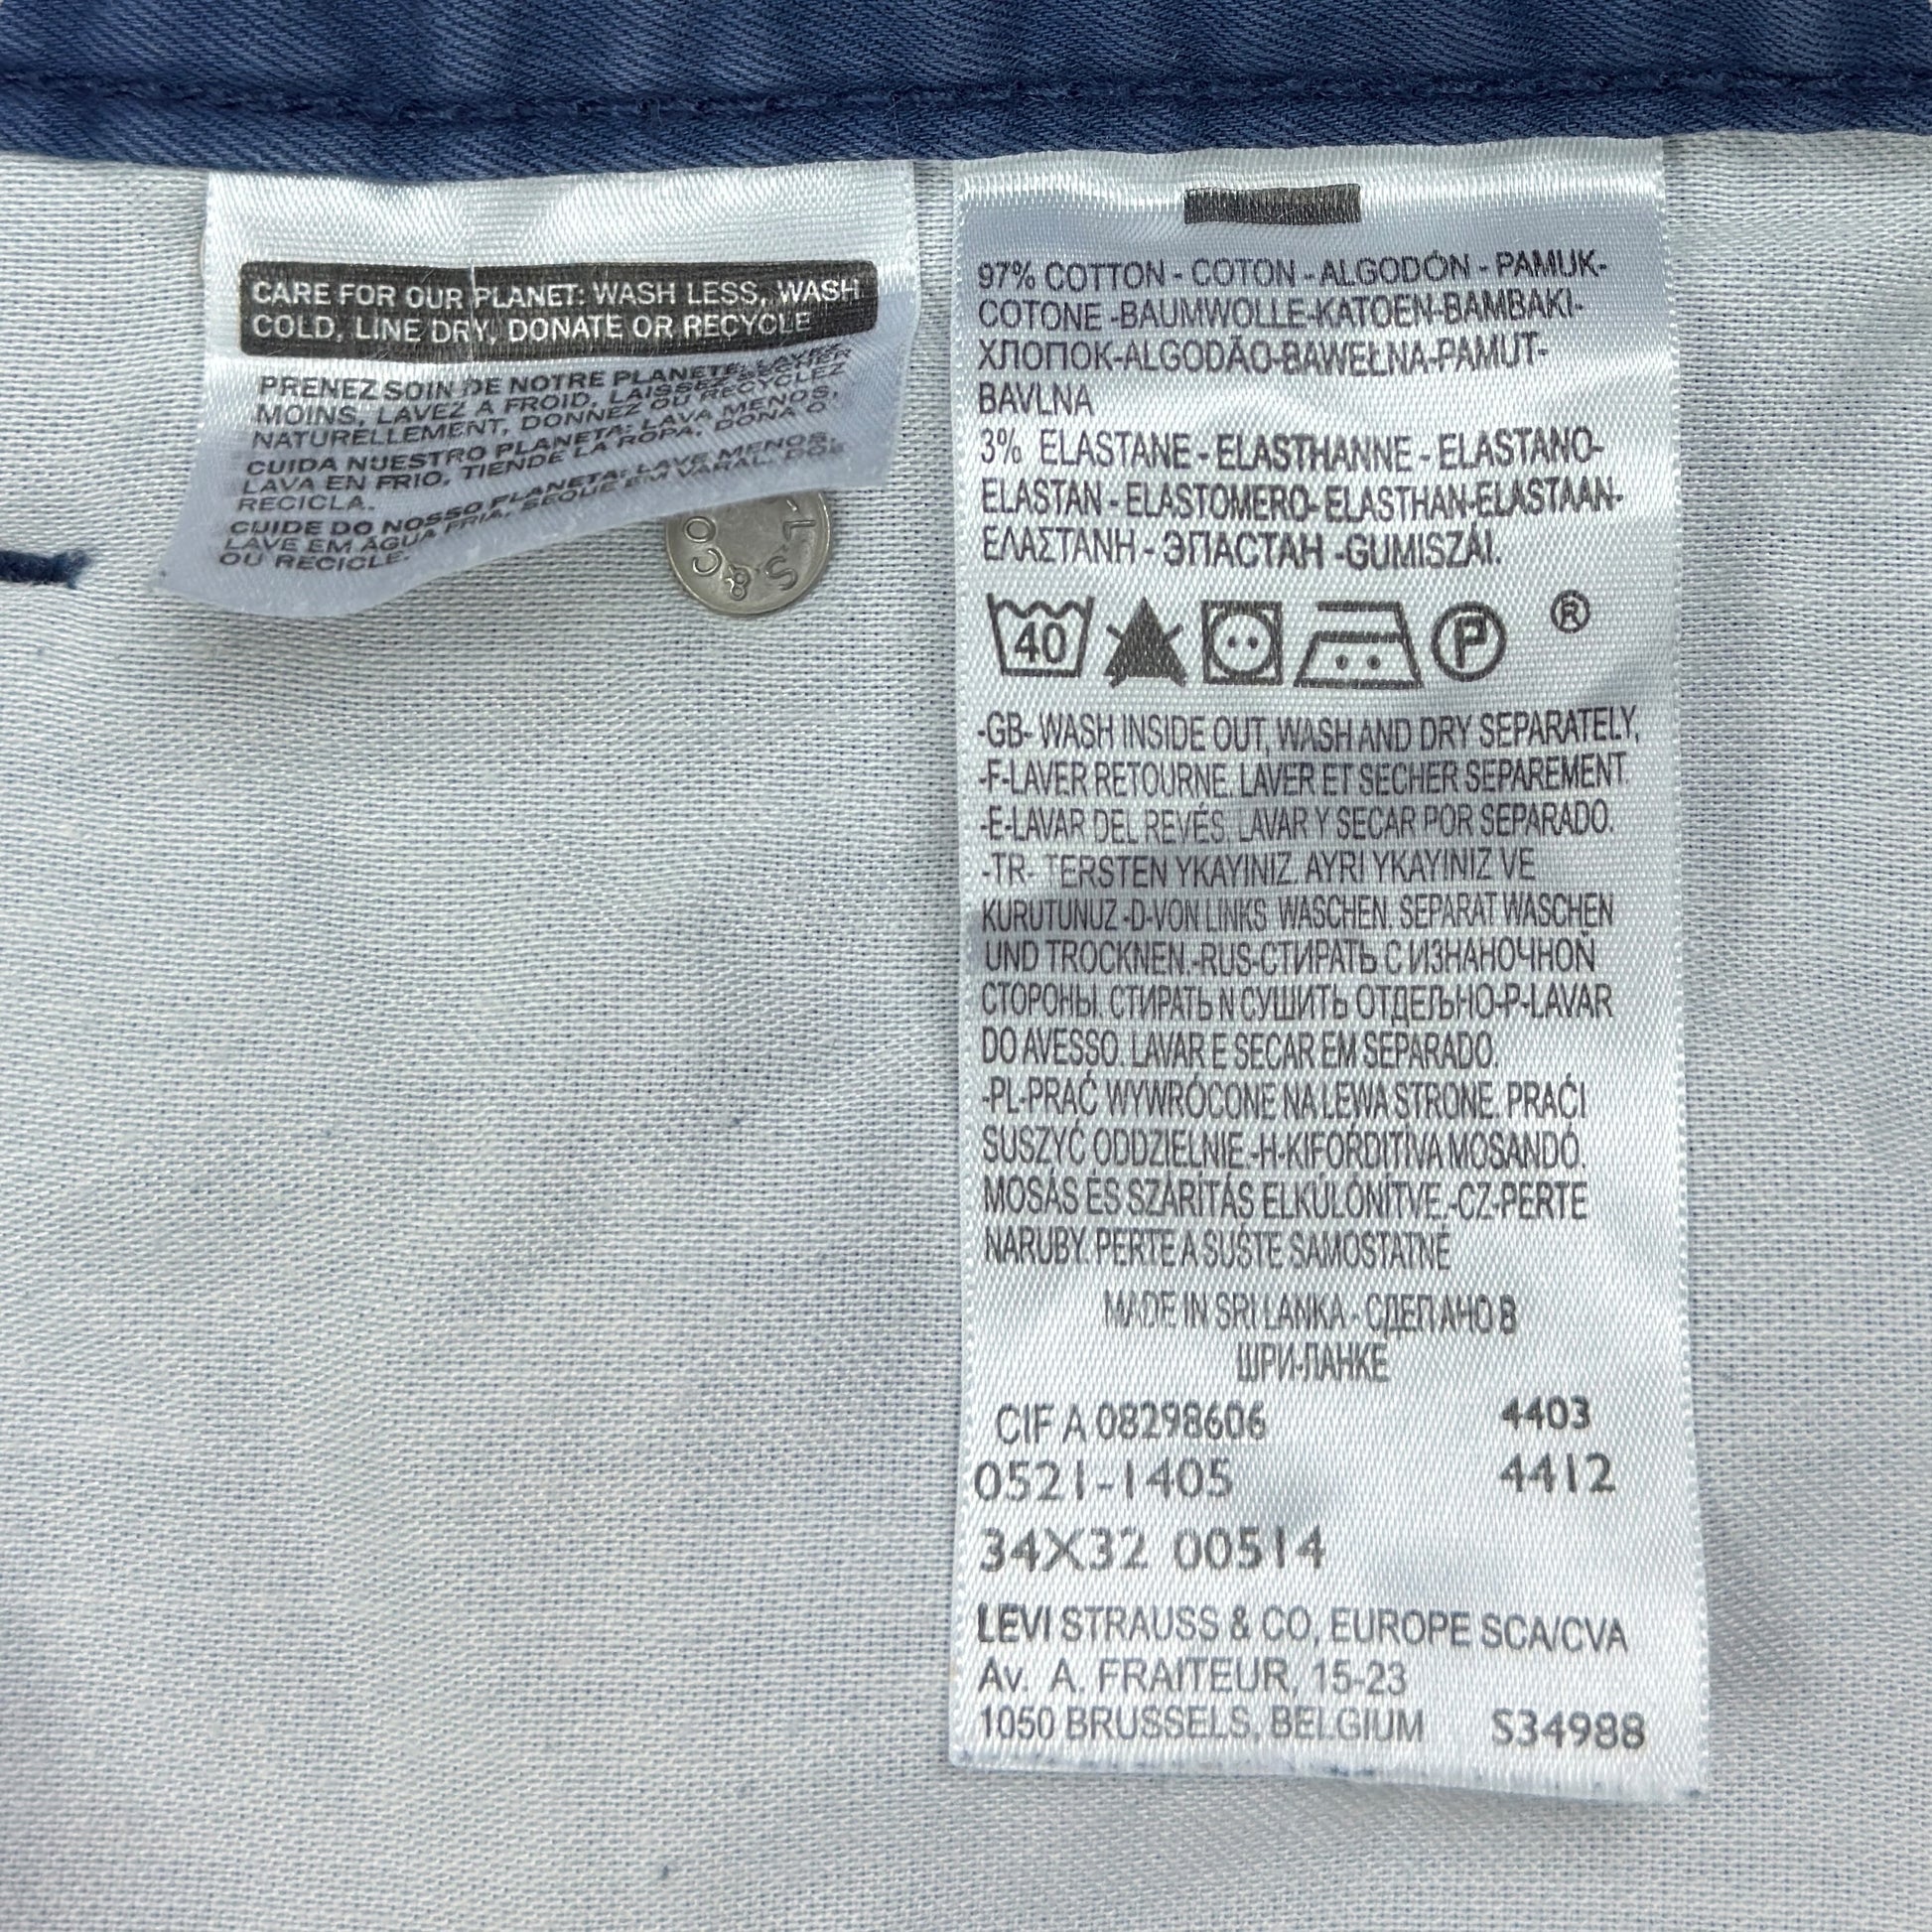 CARE FOR OUR PLANET: WASH LESS, WASH
COLD, LINE DRY, DONATE OR RECYCLE
PRENEZ SOIN DE NOTRE PLANETE: LAVEZ
MOINS, LAVEZ A FROID, LAISSEZ SECHER
NATURELLEMENT, DONNEZ OU RECYCLEZ
CUIDA NUESTRO PLANETA: LAVA MENOS,
LAVA EN FRIO, TIENDE LA ROPA, DONA O
RECICLA.
CUIDE DO NOSSO PLANETA: LAVE MENOS,
LAVE EM AGUA FRIA, SEQUE EM VARAL, DOE
OU RECICLE.
L.S.&CO
97% COTTON - COTON - ALGODÓN - PAMUK-
COTONE -BAUMWOLLE-KATOEN-BAMBAKI-
ХЛОПОК-ALGODÃO-BAWEŁNA-PAMUT-
BAVLNA
3% ELASTANE - ELASTHANNE - ELASTANO-
ELASTAN - ELASTOMERO- ELASTHAN-ELASTAAN-
ΕΛΑΣΤΑΝΗ - ЭПАСТАН -GUMISZÁl.
40 P ®
-GB- WASH INSIDE OUT, WASH AND DRY SEPARATELY,
-F-LAVER RETOURNE. LAVER ET SECHER SEPAREMENT.
-E-LAVAR DEL REVÉS. LAVAR Y SECAR POR SEPARADO.
-TR- TERSTEN YKAYINIZ. AYRI YKAYINIZ VE
KURUTUNUZ.-D-VON LINKS WASCHEN. SEPARAT WASCHEN
UND TROCKNEN.-RUS-СТИРАТЬ С ИЗНАНОЧНОЙ
СТОРОНЫ. СТИРАТЬ N СУШИТЬ ОТДЕЛЬНО-P-LAVAR
DO AVESSO. LAVAR E SECAR EM SEPARADO.
-PL-PRAĆ WYWRÓCONE NA LEWA STRONE. PRAĆI
SUSZYĆ ODDZIELNIE.-H-KIFORDITÍVA MOSANDÓ.
MOSÁS ÉS SZÁRÍTÁS ELKÚLÓNÍTVE.-CZ-PERTE
NARUBY. PERTE A SUŠTE SAMOSTATNĚ
MADE IN SRI LANKA - СДЕПАНО В
ШРИ-ПАНКЕ
CIF A 08298606 4403
0521-1405 4412
34X32 00514
LEVI STRAUSS & CO, EUROPE SCA/CVA
Av. A. FRAITEUR, 15-23
1050 BRUSSELS, BELGIUM S34988